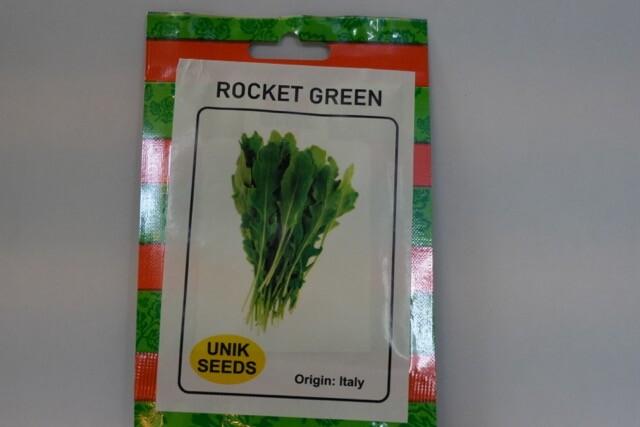 ROCKET GREEN
UNIK
SEEDS
Origin: Italy